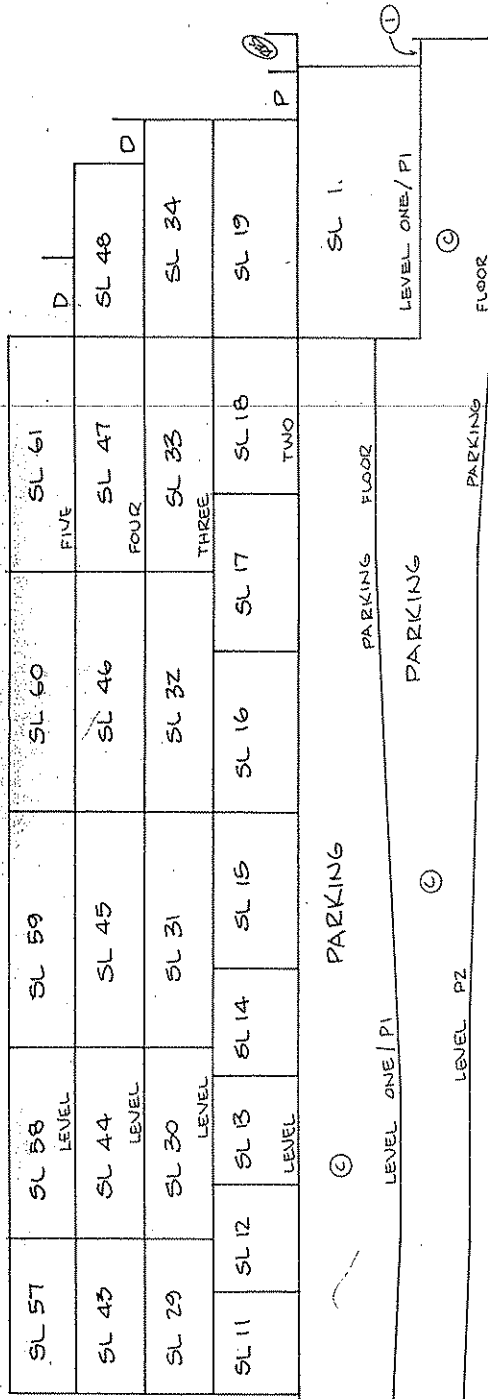 SL 57 SL 58 SL 59 SL 60 SL 61 D
LEVEL FIVE
SL 43 SL 44 SL 45 SL 46 SL 47 SL 48 D
LEVEL FOUR
SL 29 SL 30 SL 31 SL 32 SL 33 SL 34
LEVEL THREE
SL 11 SL 12 SL 13 SL 14 SL 15 SL 16 SL 17 SL 18 SL 19 P
LEVEL TWO
C PARKING SL 1.
LEVEL ONE/P1 PARKING FLOOR LEVEL ONE/P1 1
C PARKING C
LEVEL P2 PARKING FLOOR